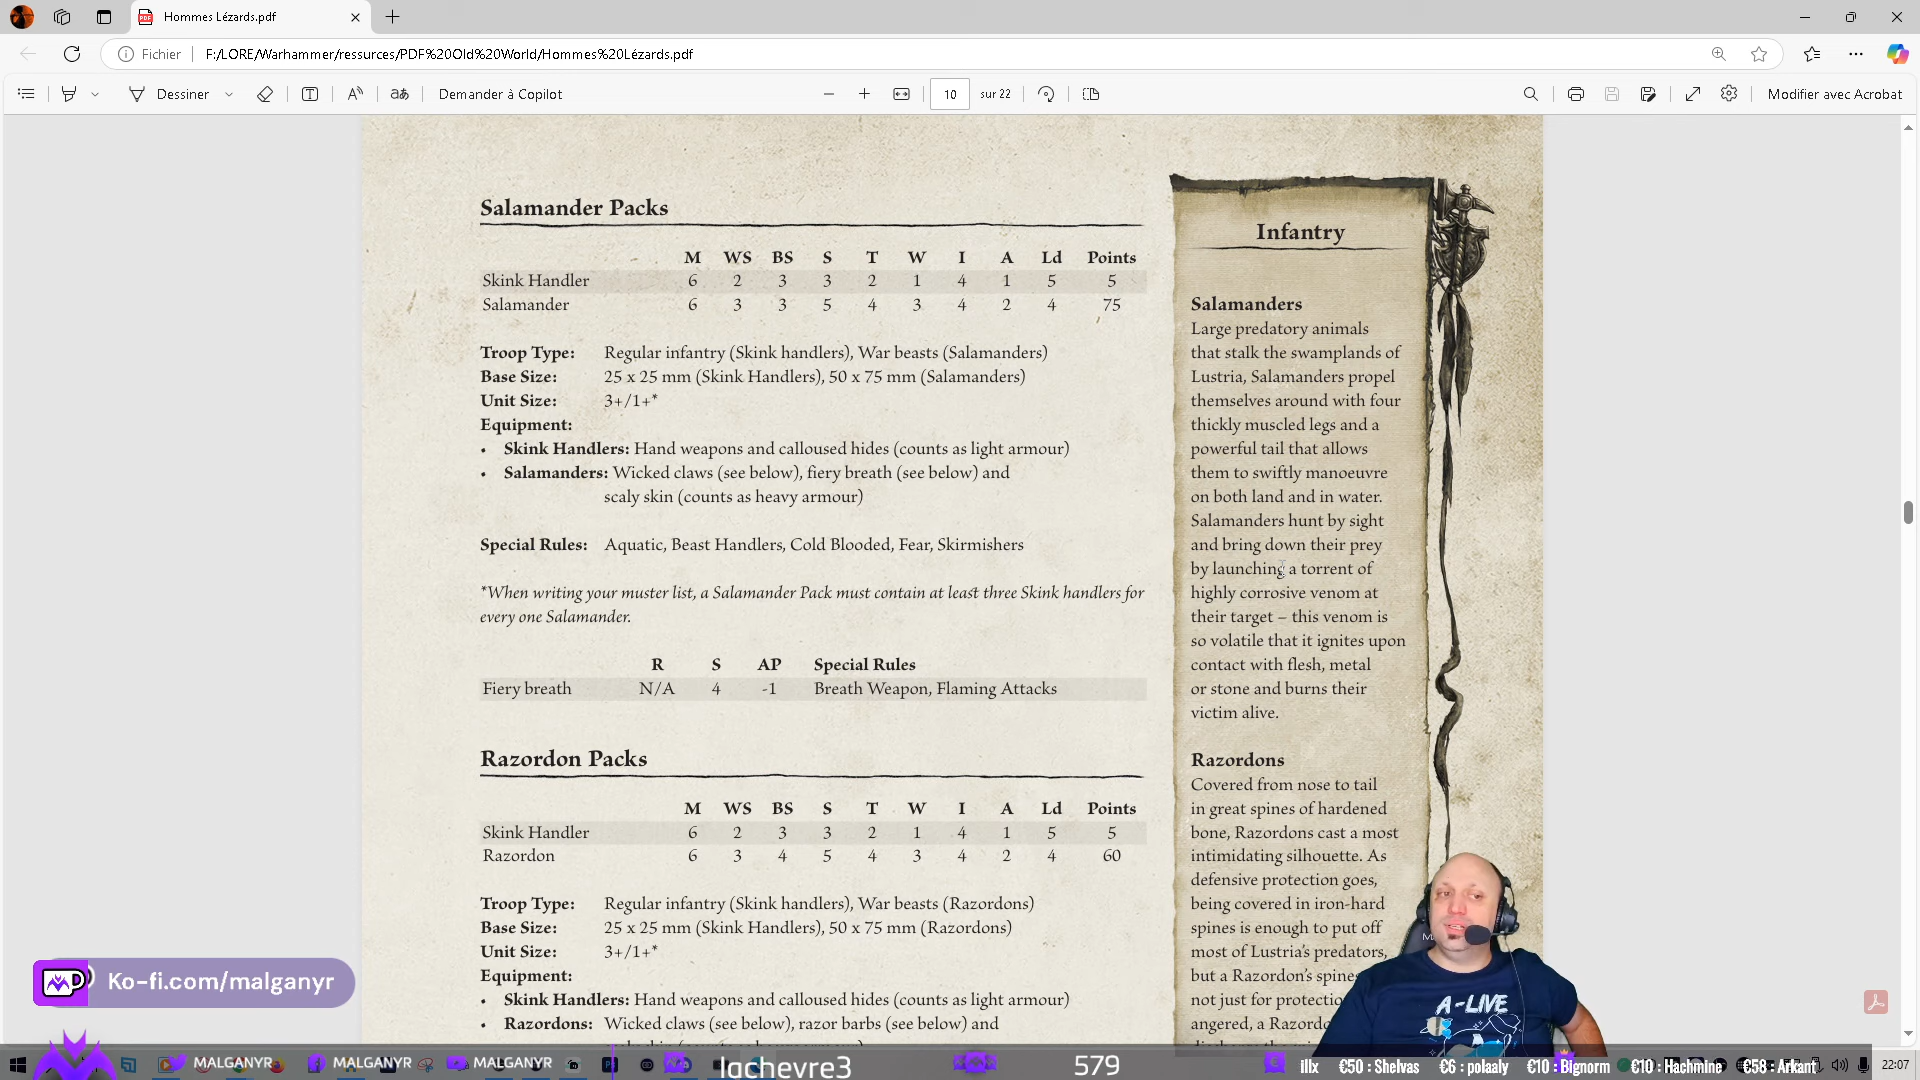 Hommes Lézards.pdf
Fichier
F:/LORE/Warhammer/ressources/PDF%20Old%20World/Hommes%20Lézards.pdf
Dessiner
Demander à Copilot
10
sur 22
Modifier avec Acrobat
Salamander Packs
M WS BS S T W I A Ld Points
Skink Handler 6 2 3 3 2 1 4 1 5 5
Salamander 6 3 3 5 4 3 4 2 4 75
Troop Type: Regular infantry (Skink handlers), War beasts (Salamanders)
Base Size: 25 x 25 mm (Skink Handlers), 50 x 75 mm (Salamanders)
Unit Size: 3+/1+*
Equipment:
• Skink Handlers: Hand weapons and calloused hides (counts as light armour)
• Salamanders: Wicked claws (see below), fiery breath (see below) and
scaly skin (counts as heavy armour)
Special Rules: Aquatic, Beast Handlers, Cold Blooded, Fear, Skirmishers
*When writing your muster list, a Salamander Pack must contain at least three Skink handlers for
every one Salamander.
R S AP Special Rules
Fiery breath N/A 4 -1 Breath Weapon, Flaming Attacks
Razordon Packs
M WS BS S T W I A Ld Points
Skink Handler 6 2 3 3 2 1 4 1 5 5
Razordon 6 3 4 5 4 3 4 2 4 60
Troop Type: Regular infantry (Skink handlers), War beasts (Razordons)
Base Size: 25 x 25 mm (Skink Handlers), 50 x 75 mm (Razordons)
Unit Size: 3+/1+*
Equipment:
• Skink Handlers: Hand weapons and calloused hides (counts as light armour)
• Razordons: Wicked claws (see below), razor barbs (see below) and
Infantry
Salamanders
Large predatory animals
that stalk the swamplands of
Lustria, Salamanders propel
themselves around with four
thickly muscled legs and a
powerful tail that allows
them to swiftly manoeuvre
on both land and in water.
Salamanders hunt by sight
and bring down their prey
by launching a torrent of
highly corrosive venom at
their target – this venom is
so volatile that it ignites upon
contact with flesh, metal
or stone and burns their
victim alive.
Razordons
Covered from nose to tail
in great spines of hardened
bone, Razordons cast a most
intimidating silhouette. As
defensive protection goes,
being covered in iron-hard
spines is enough to put off
most of Lustria's predators,
but a Razordon's spines
not just for protectio
angered, a Razordo
A-LIVE
Ko-fi.com/malganyr
MALGANYR
MALGANYR
MALGANYR
lachevre3
579
illx
€50 : Shelvas
€6 : polaaly
€10 : Bignorm
€10 : Hachmine
€58 : Arkant
22:07